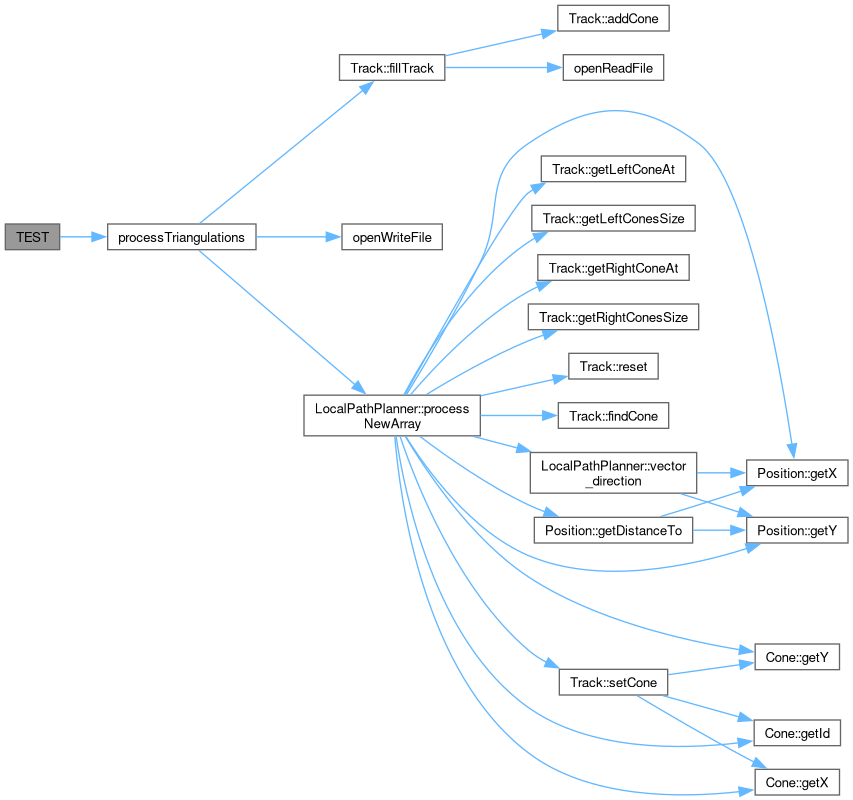 TEST
processTriangulations
Track::fillTrack
openWriteFile
LocalPathPlanner::process
NewArray
Track::addCone
openReadFile
Track::getLeftConeAt
Track::getLeftConesSize
Track::getRightConeAt
Track::getRightConesSize
Track::reset
Track::findCone
LocalPathPlanner::vector
_direction
Position::getDistanceTo
Track::setCone
Position::getX
Position::getY
Cone::getY
Cone::getId
Cone::getX